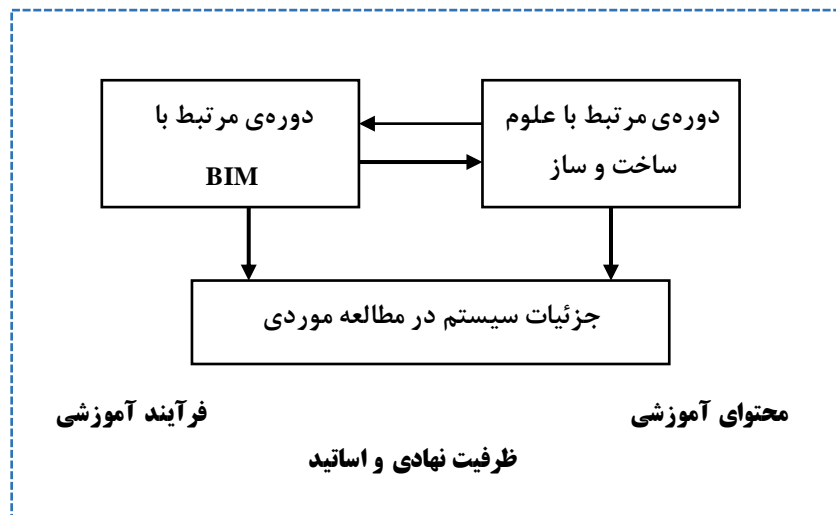 دوره‌ی مرتبط با علوم
ساخت و ساز
دوره‌ی مرتبط با
BIM
جزئیات سیستم در مطالعه موردی
محتوای آموزشی
فرآیند آموزشی
ظرفیت نهادی و اساتید